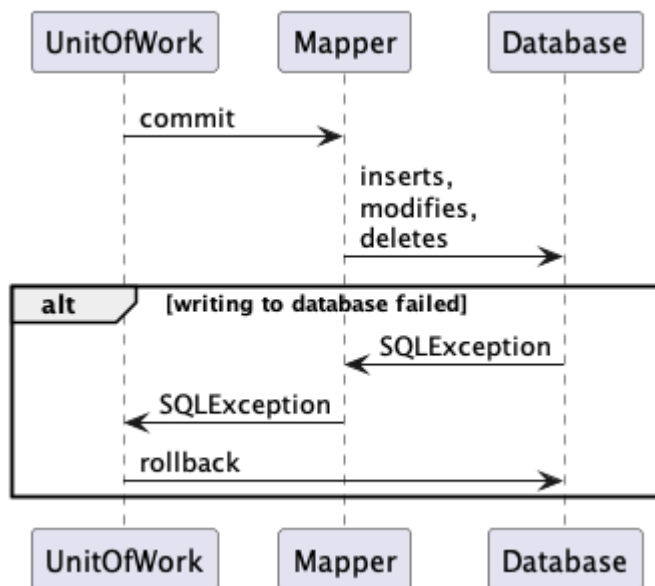 UnitOfWork
Mapper
Database
commit
inserts,
modifies,
deletes
alt
[writing to database failed]
SQLException
SQLException
rollback
UnitOfWork
Mapper
Database